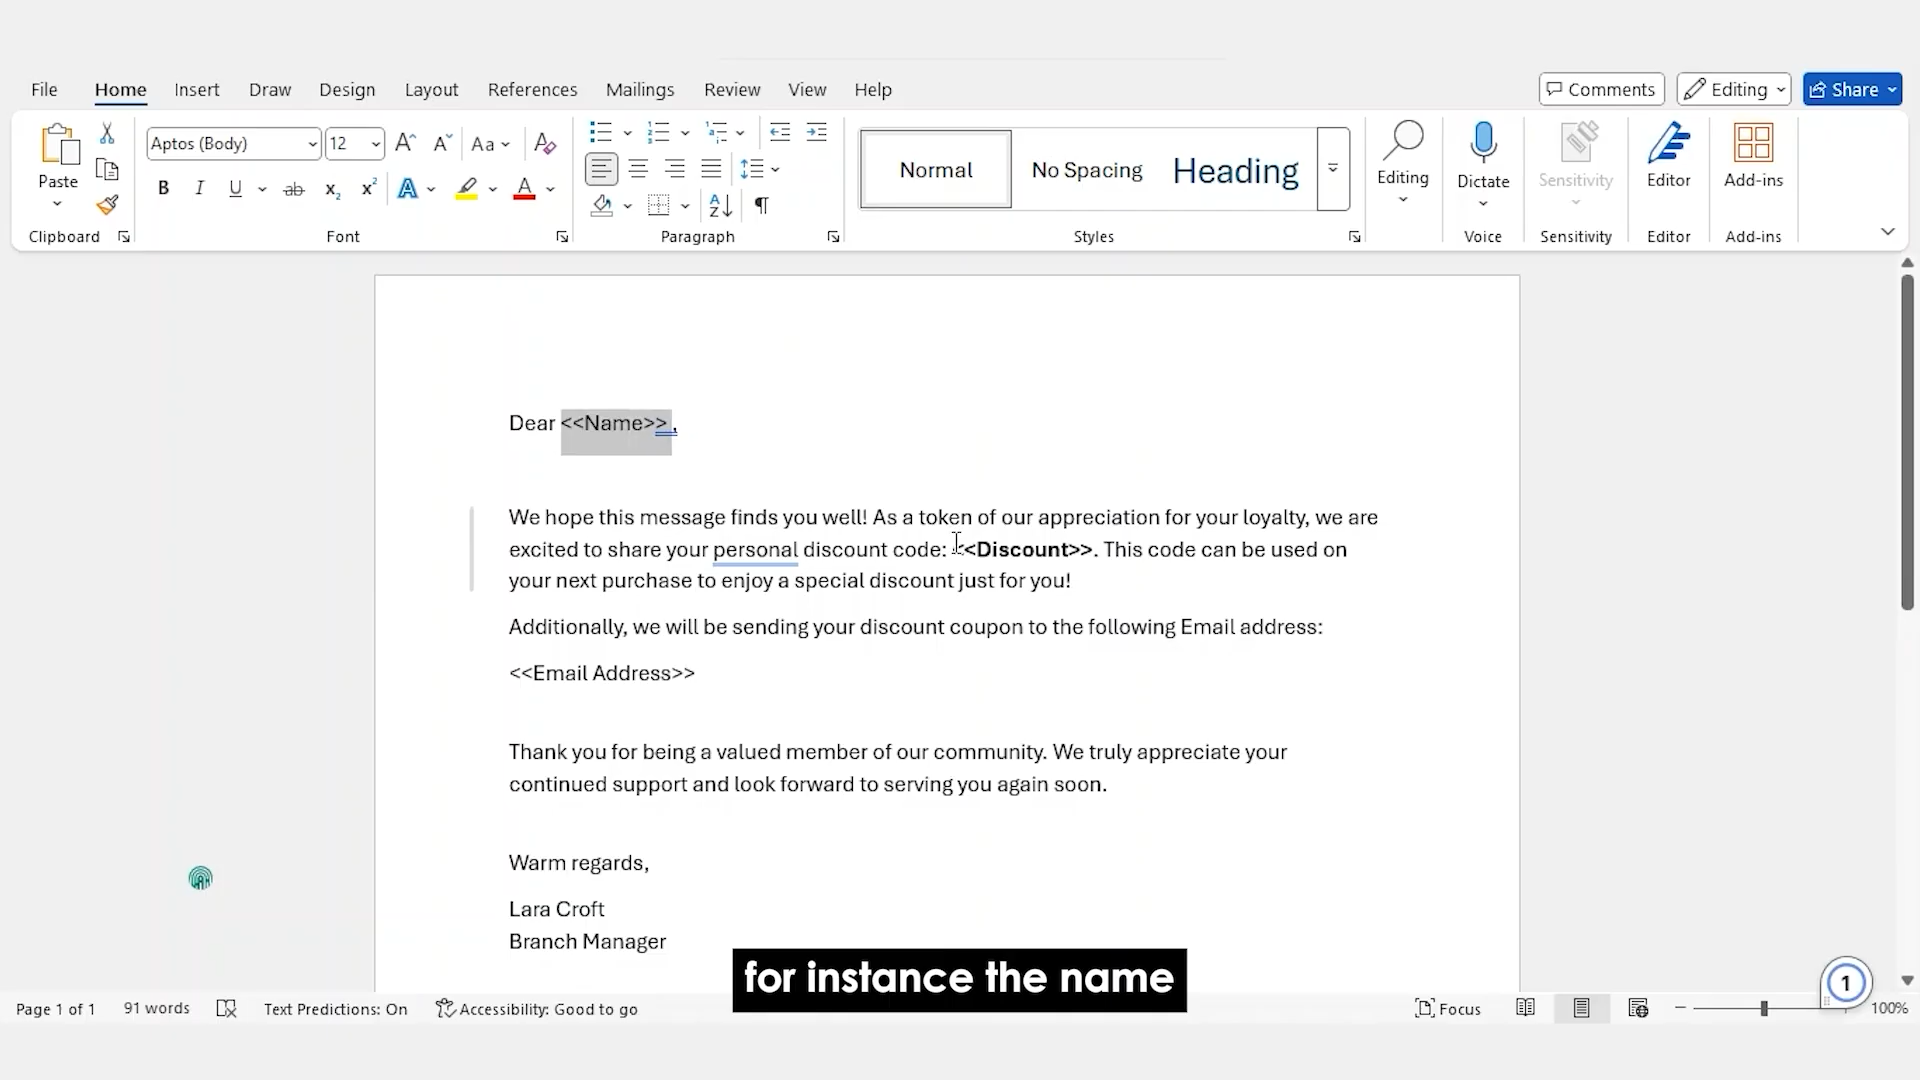 File Home Insert Draw Design Layout References Mailings Review View Help Comments Editing Share
Aptos (Body) 12 Aa
Paste
B I U ab x₂ x² A A
Normal No Spacing Heading
Editing Dictate Sensitivity Editor Add-ins
Clipboard Font Paragraph Styles Voice Sensitivity Editor Add-ins
Dear <<Name>> ,
We hope this message finds you well! As a token of our appreciation for your loyalty, we are
excited to share your personal discount code: <<Discount>>. This code can be used on
your next purchase to enjoy a special discount just for you!
Additionally, we will be sending your discount coupon to the following Email address:
<<Email Address>>
Thank you for being a valued member of our community. We truly appreciate your
continued support and look forward to serving you again soon.
Warm regards,
Lara Croft
Branch Manager
for instance the name
1
Page 1 of 1 91 words Text Predictions: On Accessibility: Good to go Focus 100%